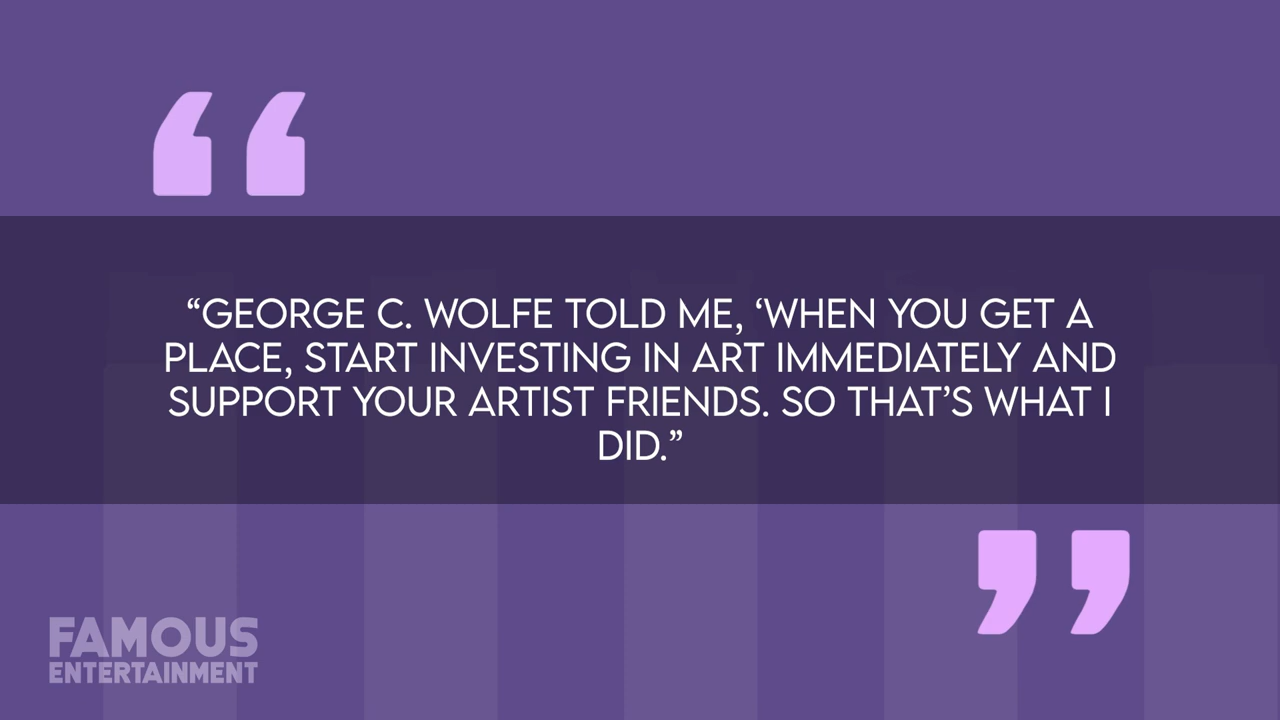 “GEORGE C. WOLFE TOLD ME, ‘WHEN YOU GET A
PLACE, START INVESTING IN ART IMMEDIATELY AND
SUPPORT YOUR ARTIST FRIENDS. SO THAT’S WHAT I
DID.”
FAMOUS
ENTERTAINMENT